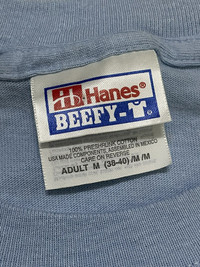 Hanes®
BEEFY-T®
100% PRESHRUNK COTTON
USA MADE COMPONENTS, ASSEMBLED IN MEXICO
CARE ON REVERSE
ADULT M (38-40)/M/M